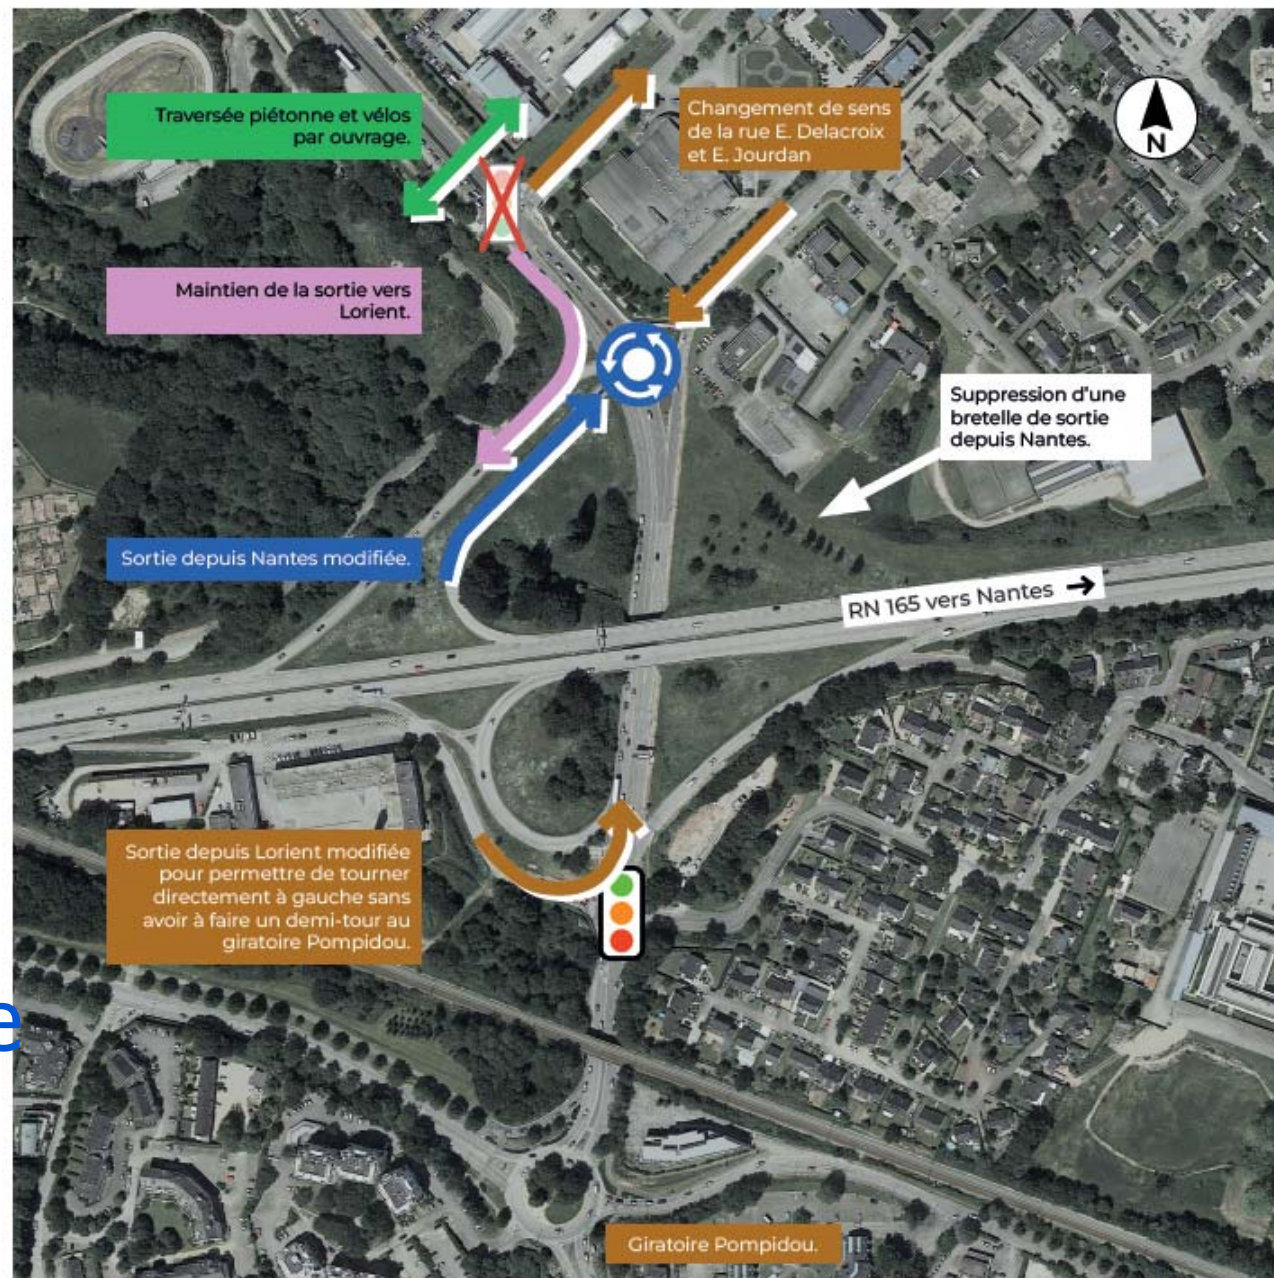 Traversée piétonne et vélos
par ouvrage.
Changement de sens
de la rue E. Delacroix
et E. Jourdan
N
Maintien de la sortie vers
Lorient.
Suppression d'une
bretelle de sortie
depuis Nantes.
Sortie depuis Nantes modifiée.
RN 165 vers Nantes →
Sortie depuis Lorient modifiée
pour permettre de tourner
directement à gauche sans
avoir à faire un demi-tour au
giratoire Pompidou.
e
Giratoire Pompidou.